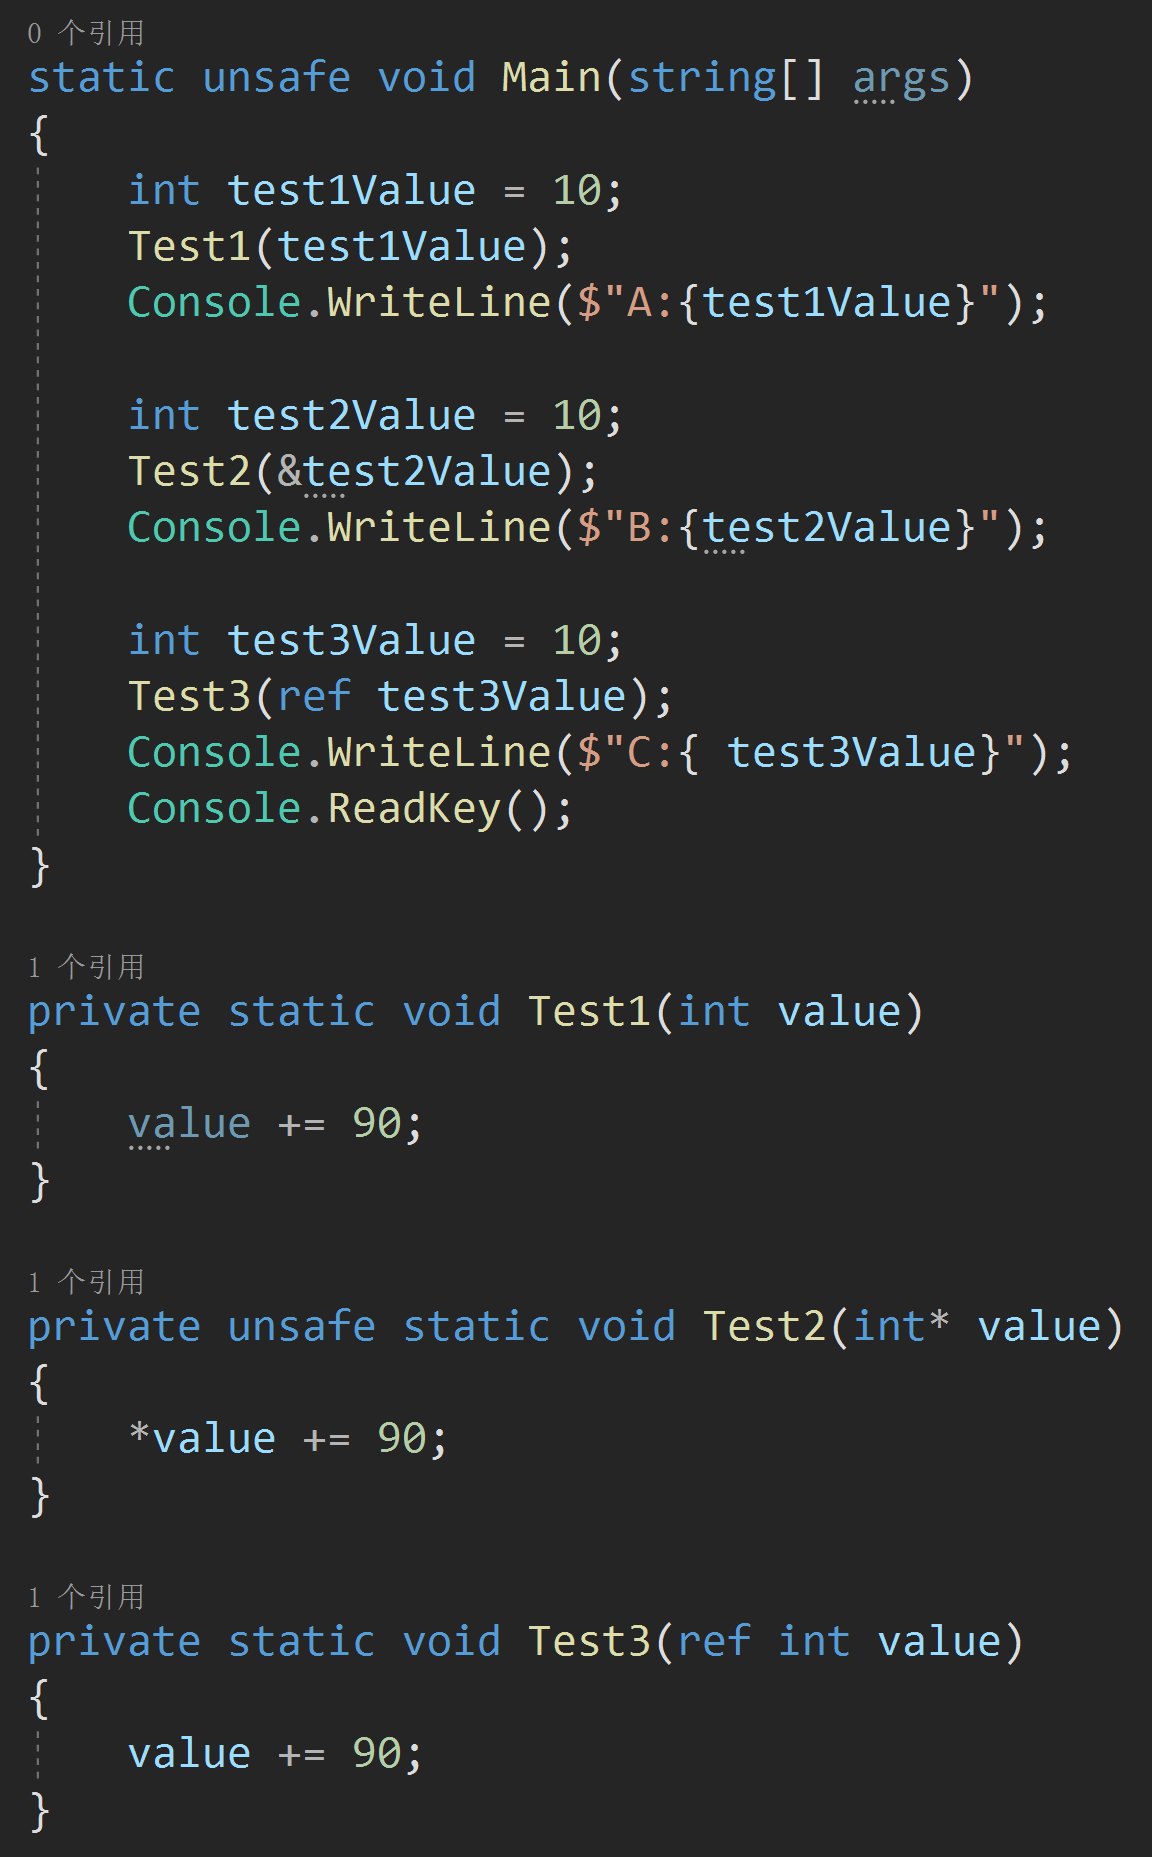 0 个引用
static unsafe void Main(string[] args)
{
    int test1Value = 10;
    Test1(test1Value);
    Console.WriteLine($"A:{test1Value}");

    int test2Value = 10;
    Test2(&test2Value);
    Console.WriteLine($"B:{test2Value}");

    int test3Value = 10;
    Test3(ref test3Value);
    Console.WriteLine($"C:{ test3Value}");
    Console.ReadKey();
}

1 个引用
private static void Test1(int value)
{
    value += 90;
}

1 个引用
private unsafe static void Test2(int* value)
{
    *value += 90;
}

1 个引用
private static void Test3(ref int value)
{
    value += 90;
}